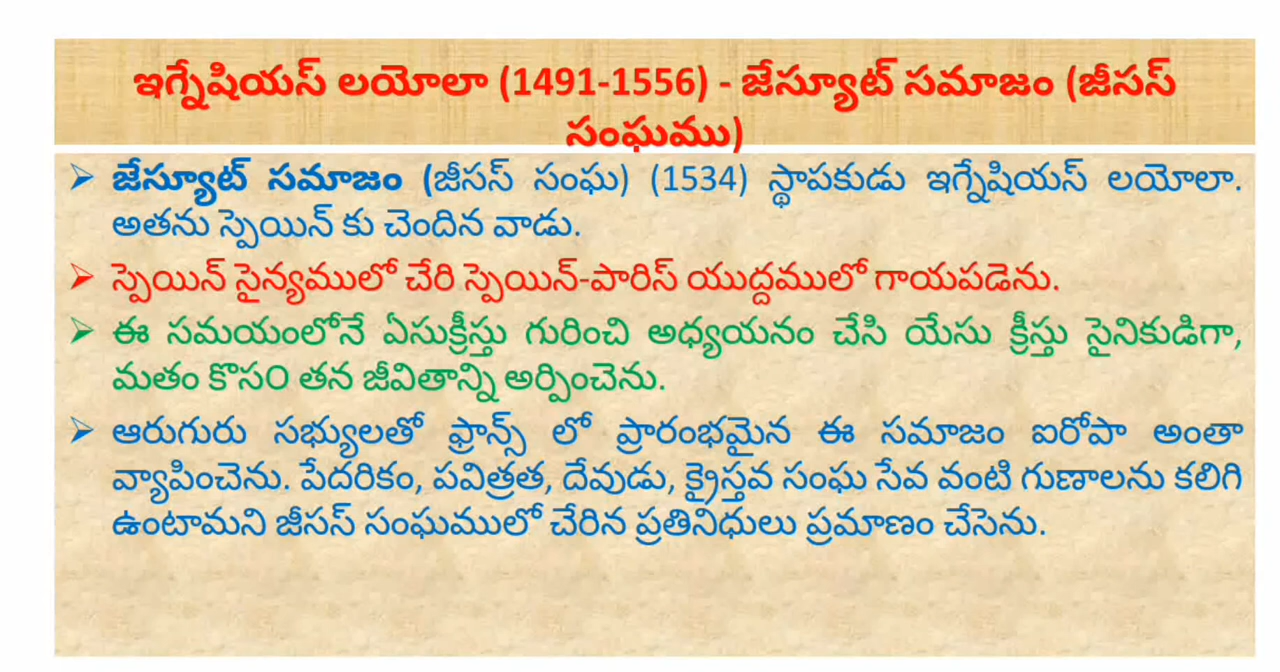 ఇగ్నేషియస్ లయోలా (1491-1556) - జేస్యూట్ సమాజం (జీసస్
సంఘము)
జేస్యూట్ సమాజం (జీసస్ సంఘ) (1534) స్థాపకుడు ఇగ్నేషియస్ లయోలా.
అతను స్పెయిన్ కు చెందిన వాడు.
స్పెయిన్ సైన్యములో చేరి స్పెయిన్-పారిస్ యుద్దములో గాయపడెను.
ఈ సమయంలోనే ఏసుక్రీస్తు గురించి అధ్యయనం చేసి యేసు క్రీస్తు సైనికుడిగా,
మతం కొస౦ తన జీవితాన్ని అర్పించెను.
ఆరుగురు సభ్యులతో ఫ్రాన్స్ లో ప్రారంభమైన ఈ సమాజం ఐరోపా అంతా
వ్యాపించెను. పేదరికం, పవిత్రత, దేవుడు, క్రైస్తవ సంఘ సేవ వంటి గుణాలను కలిగి
ఉంటామని జీసస్ సంఘములో చేరిన ప్రతినిధులు ప్రమాణం చేసెను.